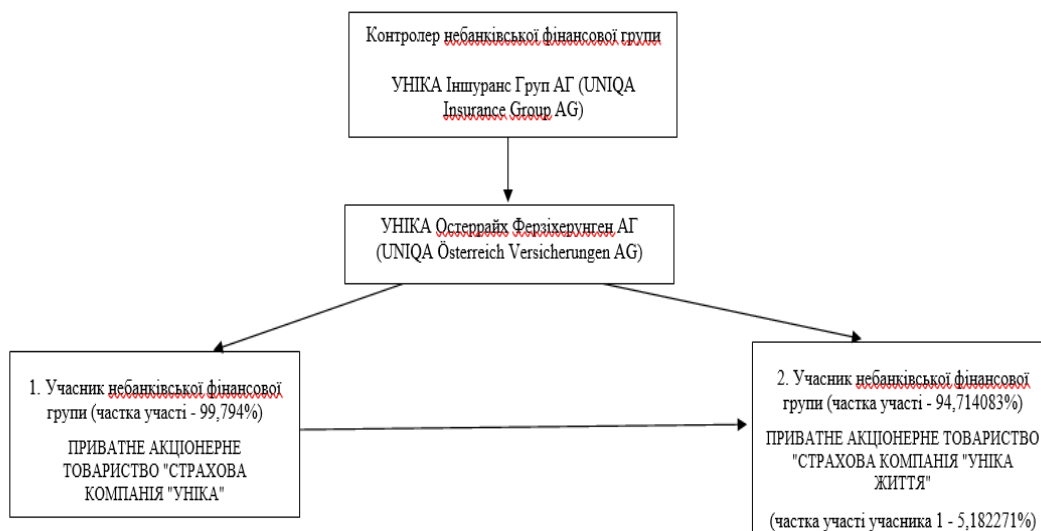 Контролер небанківської фінансової групи
УНІКА Іншуранс Груп АГ (UNIQA
Insurance Group AG)
УНІКА Остеррайх Ферзіхерунген АГ
(UNIQA Österreich Versicherungen AG)
1. Учасник небанківської фінансової
групи (частка участі - 99,794%)
ПРИВАТНЕ АКЦІОНЕРНЕ
ТОВАРИСТВО "СТРАХОВА
КОМПАНІЯ "УНІКА"
2. Учасник небанківської фінансової
групи (частка участі - 94,714083%)
ПРИВАТНЕ АКЦІОНЕРНЕ ТОВАРИСТВО
"СТРАХОВА КОМПАНІЯ "УНІКА
ЖИТТЯ"
(частка участі учасника 1 - 5,182271%)